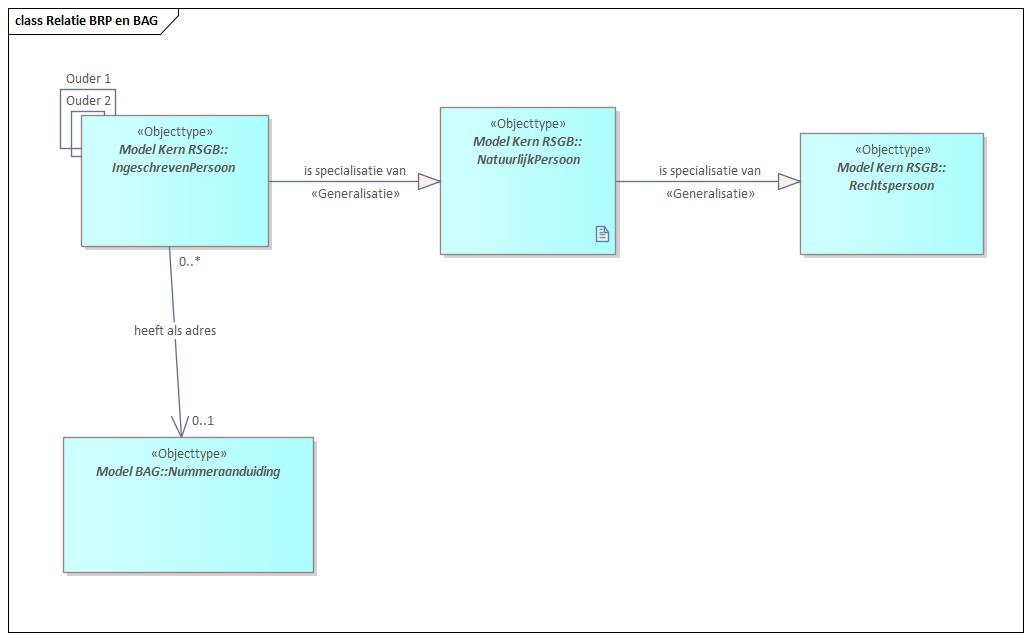 class Relatie BRP en BAG
Ouder 1
Ouder 2
«Objecttype»
Model Kern RSGB::
IngeschrevenPersoon
is specialisatie van
«Generalisatie»
«Objecttype»
Model Kern RSGB::
NatuurlijkPersoon
is specialisatie van
«Generalisatie»
«Objecttype»
Model Kern RSGB::
Rechtspersoon
0..*
heeft als adres
0..1
«Objecttype»
Model BAG::Nummeraanduiding